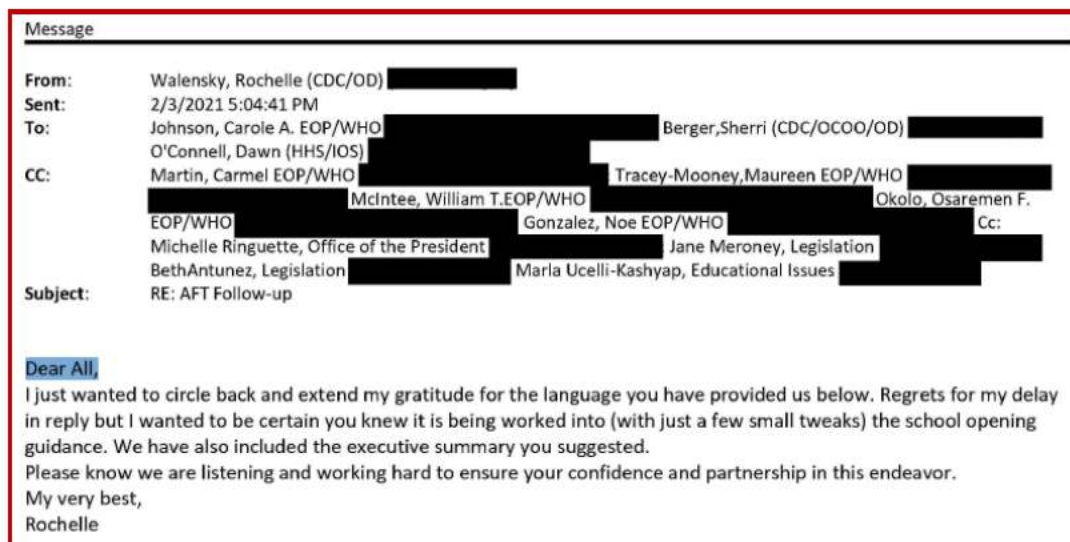 Message
From: Walensky, Rochelle (CDC/OD)
Sent: 2/3/2021 5:04:41 PM
To: Johnson, Carole A. EOP/WHO Berger,Sherri (CDC/OCOO/OD)
O'Connell, Dawn (HHS/IOS)
CC: Martin, Carmel EOP/WHO Tracey-Mooney,Maureen EOP/WHO
McIntee, William T.EOP/WHO Okolo, Osaremen F.
EOP/WHO Gonzalez, Noe EOP/WHO Cc:
Michelle Ringuette, Office of the President Jane Meroney, Legislation
BethAntunez, Legislation Marla Ucelli-Kashyap, Educational Issues
Subject: RE: AFT Follow-up
Dear All,
I just wanted to circle back and extend my gratitude for the language you have provided us below. Regrets for my delay
in reply but I wanted to be certain you knew it is being worked into (with just a few small tweaks) the school opening
guidance. We have also included the executive summary you suggested.
Please know we are listening and working hard to ensure your confidence and partnership in this endeavor.
My very best,
Rochelle